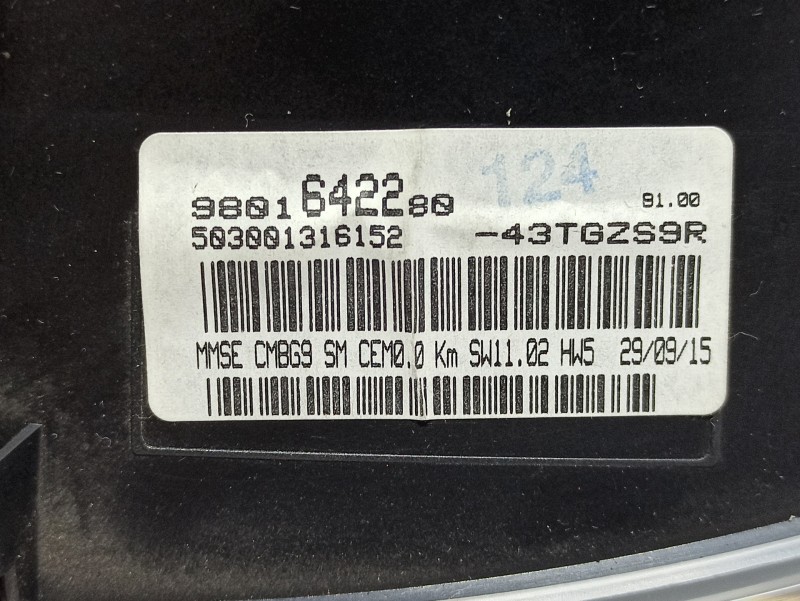 124
9801642280 81.00
503001316152 -43TGZS9R
MMSE CMBG9 SM CEM0.0 Km SW11.02 HW5 29/09/15